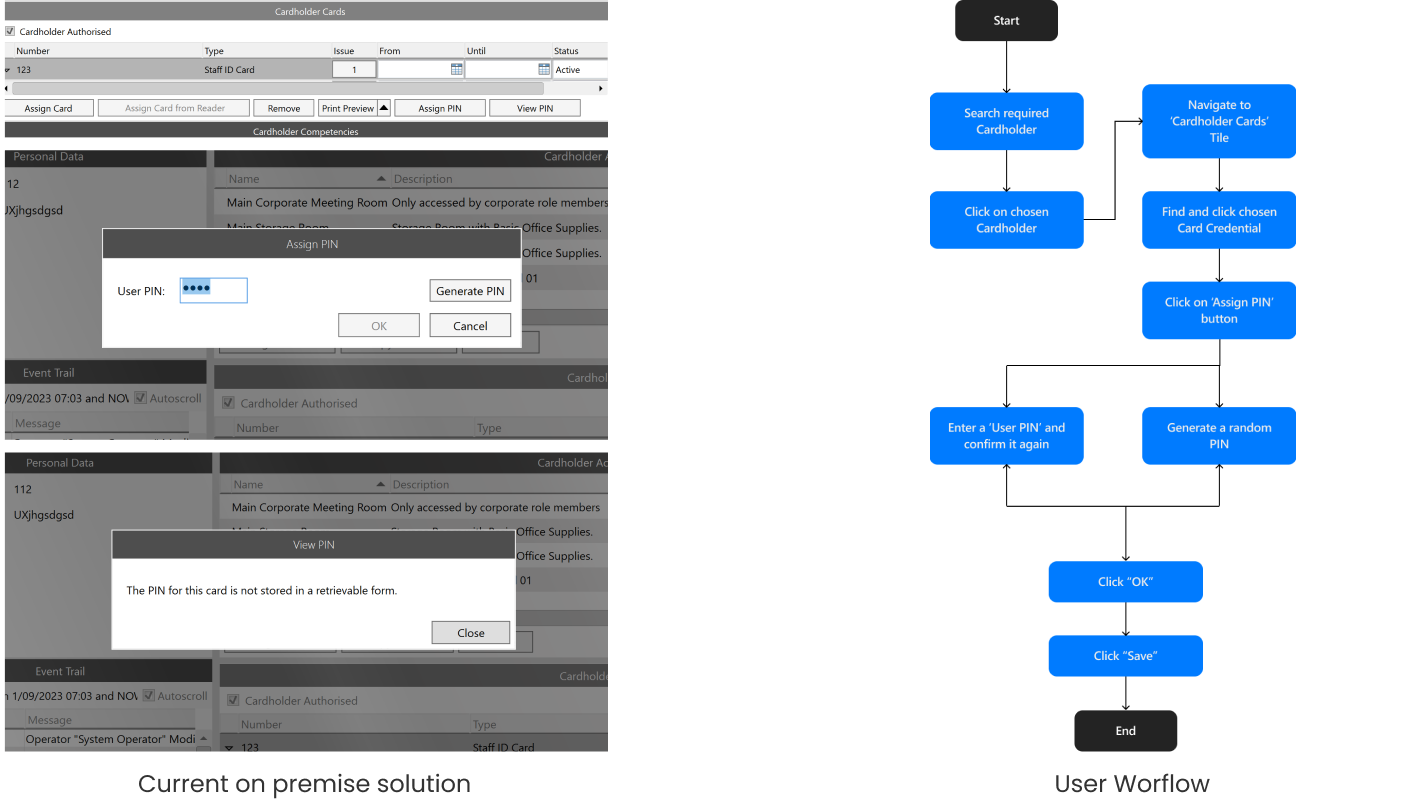 Cardholder Cards
Cardholder Authorised
Number Type Issue From Until Status
123 Staff ID Card 1 Active
Assign Card Assign Card from Reader Remove Print Preview Assign PIN View PIN
Cardholder Competencies
Personal Data Cardholder
12 Name Description
Main Corporate Meeting Room Only accessed by corporate role members
UXjhgsdgsd
Main Storage Room Storage Room with Basic Office Supplies.
Assign PIN
Office Supplies.
User PIN: •••• Generate PIN
01
OK Cancel
Event Trail
/09/2023 07:03 and Autoscroll
Message
Cardholder Authorised
Number Type
Personal Data
Name Description
112
Main Corporate Meeting Room Only accessed by corporate role members
UXjhgsdgsd
Office Supplies.
View PIN
Office Supplies.
01
The PIN for this card is not stored in a retrievable form.
Close
Event Trail
1/09/2023 07:03 and Autoscroll
Message
Operator "System Operator" Modi
Cardholder Authorised
Number Type
123 Staff ID Card
Current on premise solution
Start
Search required
Cardholder
Click on chosen
Cardholder
Navigate to
‘Cardholder Cards’
Tile
Find and click chosen
Card Credential
Click on ‘Assign PIN’
button
Enter a ‘User PIN’ and
confirm it again
Generate a random
PIN
Click “OK”
Click “Save”
End
User Worflow